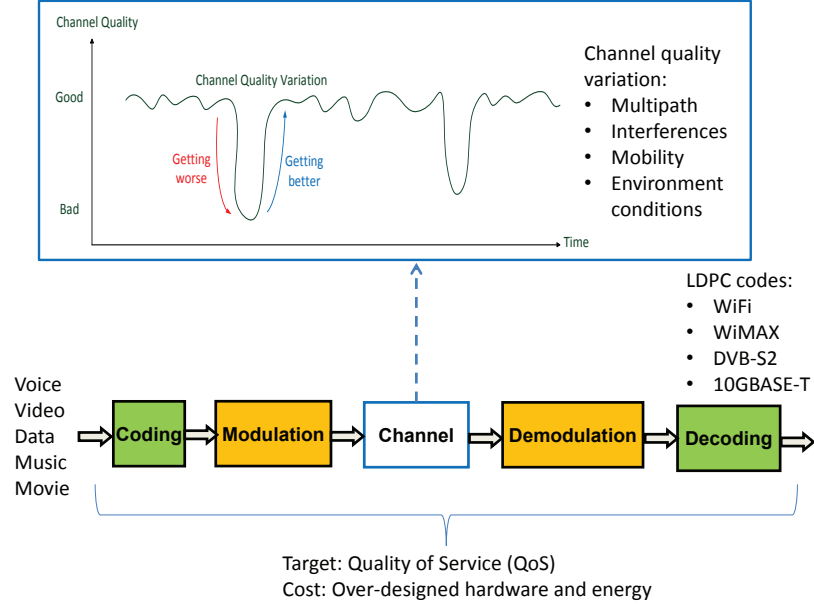 Channel Quality
Good
Bad
Channel Quality Variation
Getting
worse
Getting
better
Time
Channel quality
variation:
• Multipath
• Interferences
• Mobility
• Environment
conditions
LDPC codes:
• WiFi
• WiMAX
• DVB-S2
• 10GBASE-T
Voice
Video
Data
Music
Movie
Coding
Modulation
Channel
Demodulation
Decoding
Target: Quality of Service (QoS)
Cost: Over-designed hardware and energy